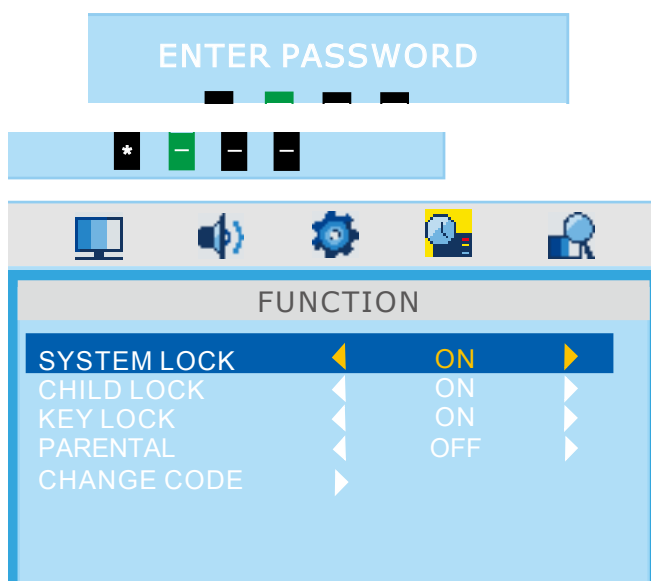 ENTER PASSWORD
* – – –
FUNCTION
SYSTEM LOCK ON
CHILD LOCK ON
KEY LOCK ON
PARENTAL OFF
CHANGE CODE